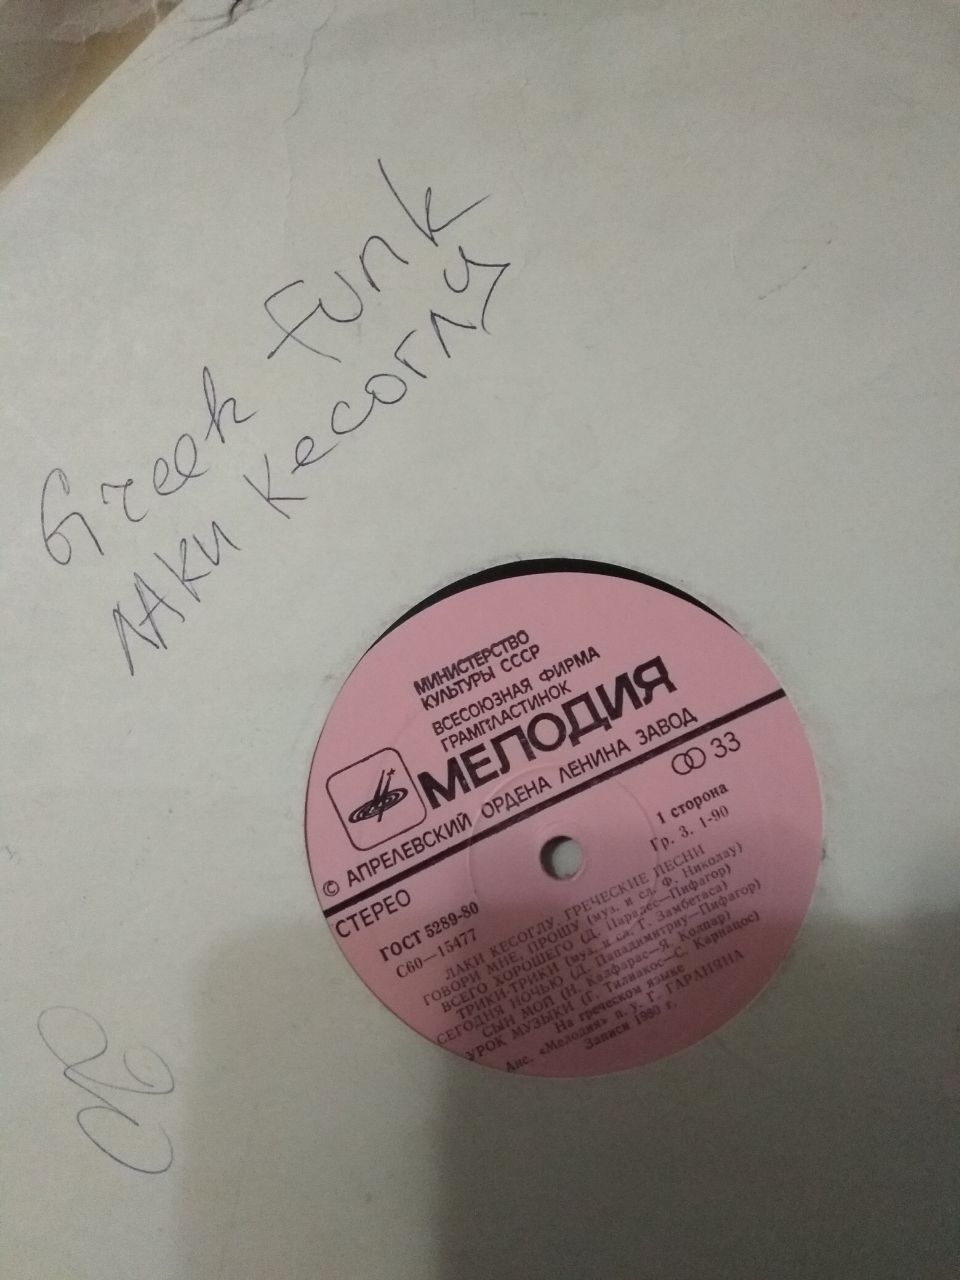 Greek funk
ЛАКИ Кесоглу
МИНИСТЕРСТВО
КУЛЬТУРЫ СССР
ВСЕСОЮЗНАЯ ФИРМА
ГРАМПЛАСТИНОК
МЕЛОДИЯ
© АПРЕЛЕВСКИЙ ОРДЕНА ЛЕНИНА ЗАВОД
СТЕРЕО
33
ГОСТ 5289-80
С60—15477
1 сторона
Гр. 3. 1-90
ЛАКИ КЕСОГЛУ. ГРЕЧЕСКИЕ ПЕСНИ
ГОВОРИ МНЕ, ПРОШУ (муз. и сл. Ф. Николау)
ВСЕГО ХОРОШЕГО (Д. Парадес—Пифагор)
ТРИКИ-ТРИКИ (муз. и сл. Г. Замбетаса)
СЕГОДНЯ НОЧЬЮ (Д. Пападимитриу—Пифагор)
СЫН МОЙ (Н. Калфарас—Я. Колпар)
УРОК МУЗЫКИ (Г. Тилиакос—С. Карнацос)
На греческом языке
Анс. «Мелодия» п. у. Г. ГАРАНЯНА
Записи 1980 г.